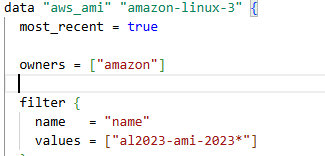 data "aws_ami" "amazon-linux-3" {
  most_recent = true

  owners = ["amazon"]

  filter {
    name   = "name"
    values = ["al2023-ami-2023*"]